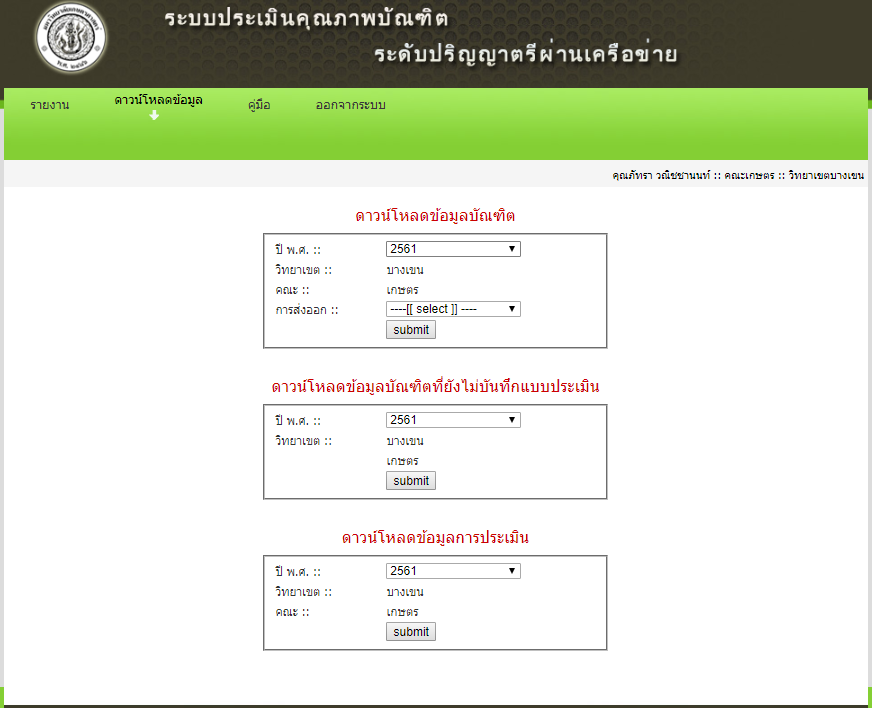 ระบบประเมินคุณภาพบัณฑิต
ระดับปริญญาตรีผ่านเครือข่าย
รายงาน ดาวน์โหลดข้อมูล คู่มือ ออกจากระบบ
คุณภัทรา วณิชชานนท์ :: คณะเกษตร :: วิทยาเขตบางเขน
ดาวน์โหลดข้อมูลบัณฑิต
ปี พ.ศ. :: 2561
วิทยาเขต :: บางเขน
คณะ :: เกษตร
การส่งออก :: ----[[ select ]] ----
submit
ดาวน์โหลดข้อมูลบัณฑิตที่ยังไม่บันทึกแบบประเมิน
ปี พ.ศ. :: 2561
วิทยาเขต :: บางเขน
เกษตร
submit
ดาวน์โหลดข้อมูลการประเมิน
ปี พ.ศ. :: 2561
วิทยาเขต :: บางเขน
คณะ :: เกษตร
submit